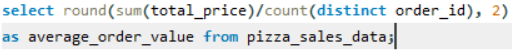 select round(sum(total_price)/count(distinct order_id), 2)
as average_order_value from pizza_sales_data;